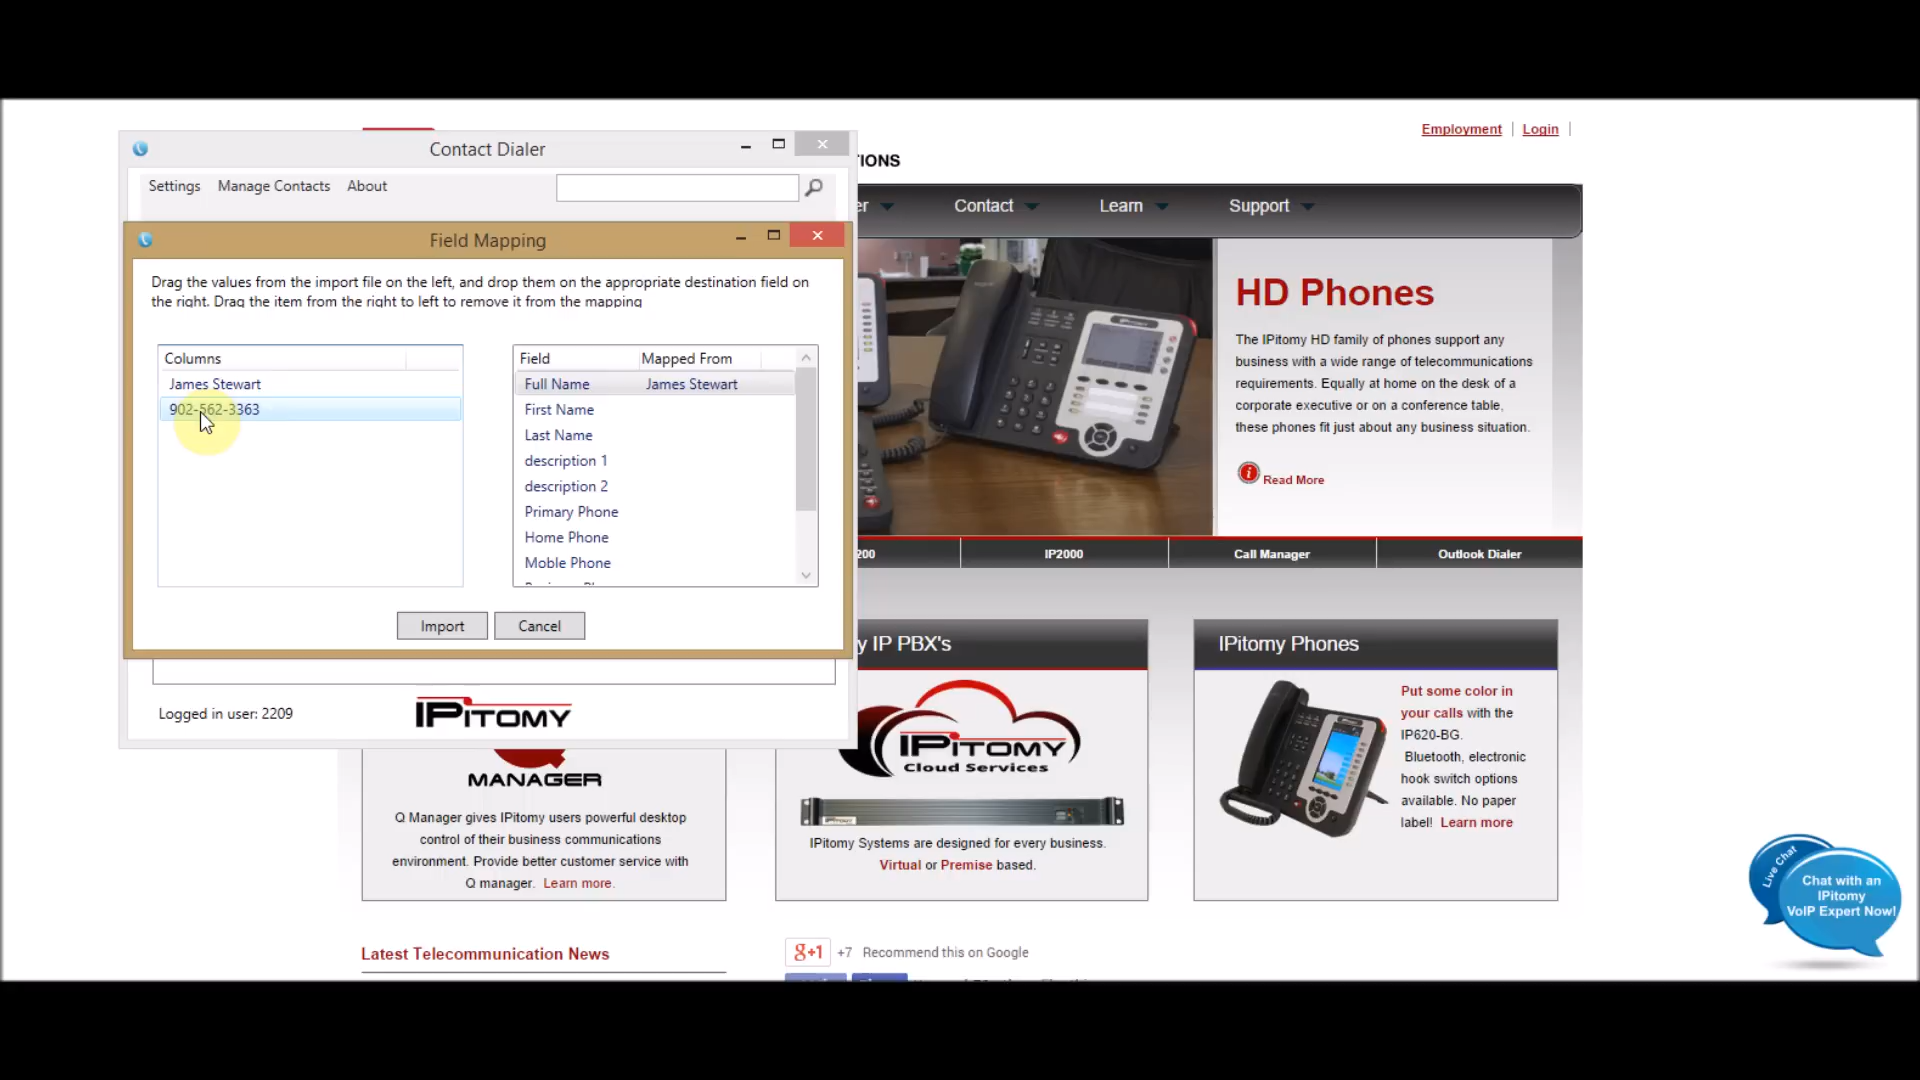 Employment | Login |
Contact Dialer
IONS
Settings Manage Contacts About
er Contact Learn Support
Field Mapping
Drag the values from the import file on the left, and drop them on the appropriate destination field on
the right. Drag the item from the right to left to remove it from the mapping
Columns
James Stewart
902-562-3363
Field Mapped From
Full Name James Stewart
First Name
Last Name
description 1
description 2
Primary Phone
Home Phone
Moble Phone
Import Cancel
Logged in user: 2209
IPITOMY
HD Phones
The IPitomy HD family of phones support any
business with a wide range of telecommunications
requirements. Equally at home on the desk of a
corporate executive or on a conference table,
these phones fit just about any business situation.
Read More
200 IP2000 Call Manager Outlook Dialer
MANAGER
Q Manager gives IPitomy users powerful desktop
control of their business communications
environment. Provide better customer service with
Q manager. Learn more.
y IP PBX's
IPITOMY
Cloud Services
IPitomy Systems are designed for every business.
Virtual or Premise based.
IPitomy Phones
Put some color in
your calls with the
IP620-BG.
Bluetooth, electronic
hook switch options
available. No paper
label! Learn more
Live Chat
Chat with an
IPitomy
VoIP Expert Now!
Latest Telecommunication News
g+1 +7 Recommend this on Google